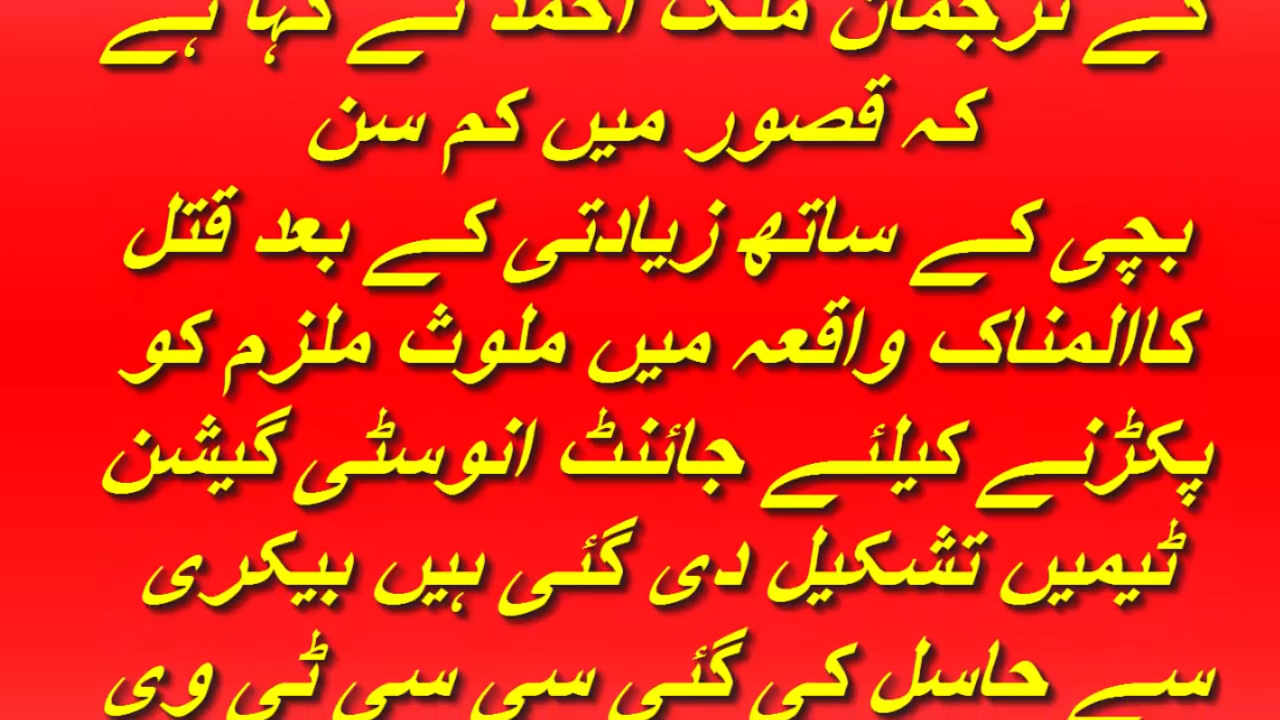 کے ترجمان ملک احمد نے کہا ہے
کہ قصور میں کم سن
بچی کے ساتھ زیادتی کے بعد قتل
کاالمناک واقعہ میں ملوث ملزم کو
پکڑنے کیلئے جائنٹ انوسٹی گیشن
ٹیمیں تشکیل دی گئی ہیں بیکری
سے حاسل کی گئی سی سی ٹی وی